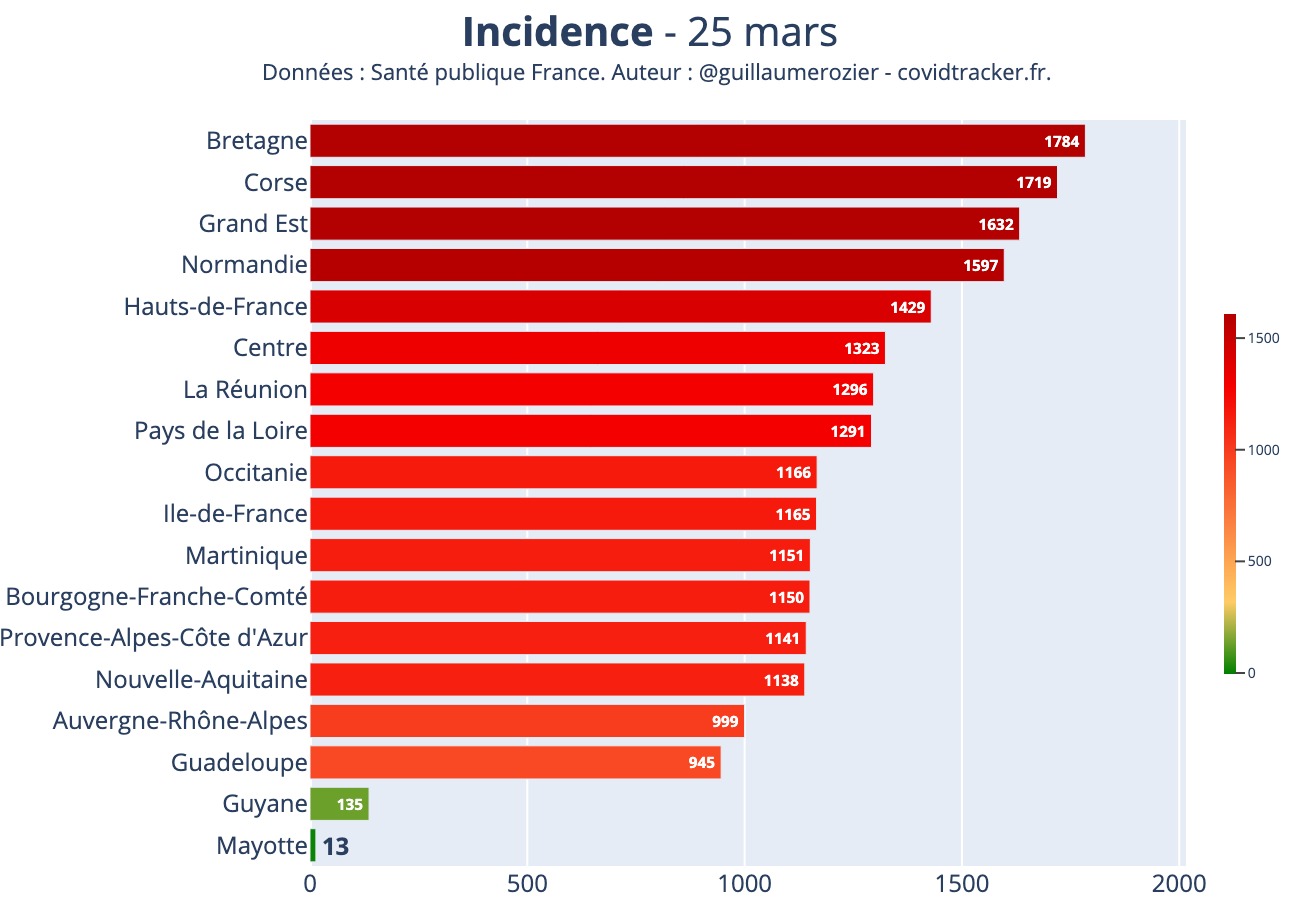 Incidence - 25 mars
Données : Santé publique France. Auteur : @guillaumerozier - covidtracker.fr.
Bretagne 1784
Corse 1719
Grand Est 1632
Normandie 1597
Hauts-de-France 1429
Centre 1323
La Réunion 1296
Pays de la Loire 1291
Occitanie 1166
Ile-de-France 1165
Martinique 1151
Bourgogne-Franche-Comté 1150
Provence-Alpes-Côte d'Azur 1141
Nouvelle-Aquitaine 1138
Auvergne-Rhône-Alpes 999
Guadeloupe 945
Guyane 135
Mayotte 13
0 500 1000 1500 2000
1500
1000
500
0